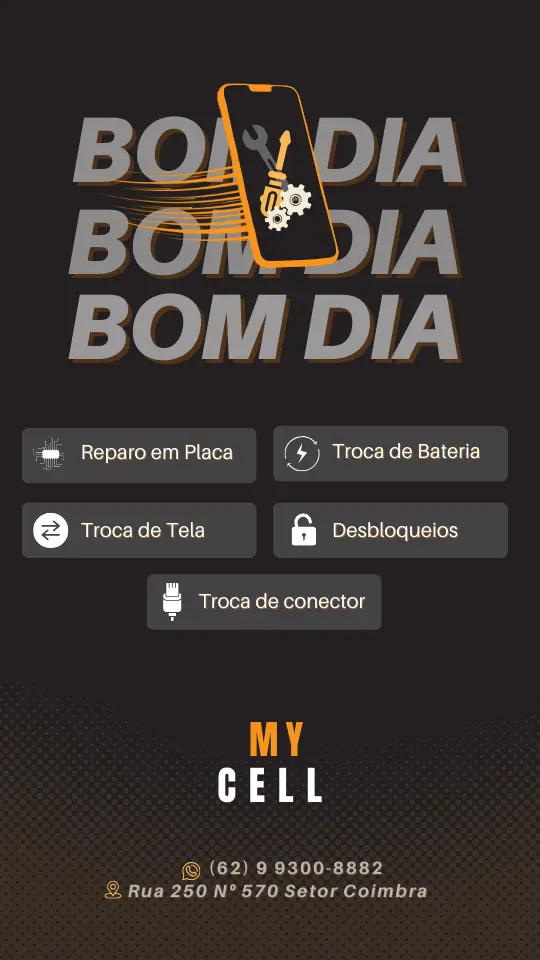 BOM DIA
BOM DIA
BOM DIA
Reparo em Placa
Troca de Bateria
Troca de Tela
Desbloqueios
Troca de conector
MY
CELL
(62) 9 9300-8882
Rua 250 Nº 570 Setor Coimbra